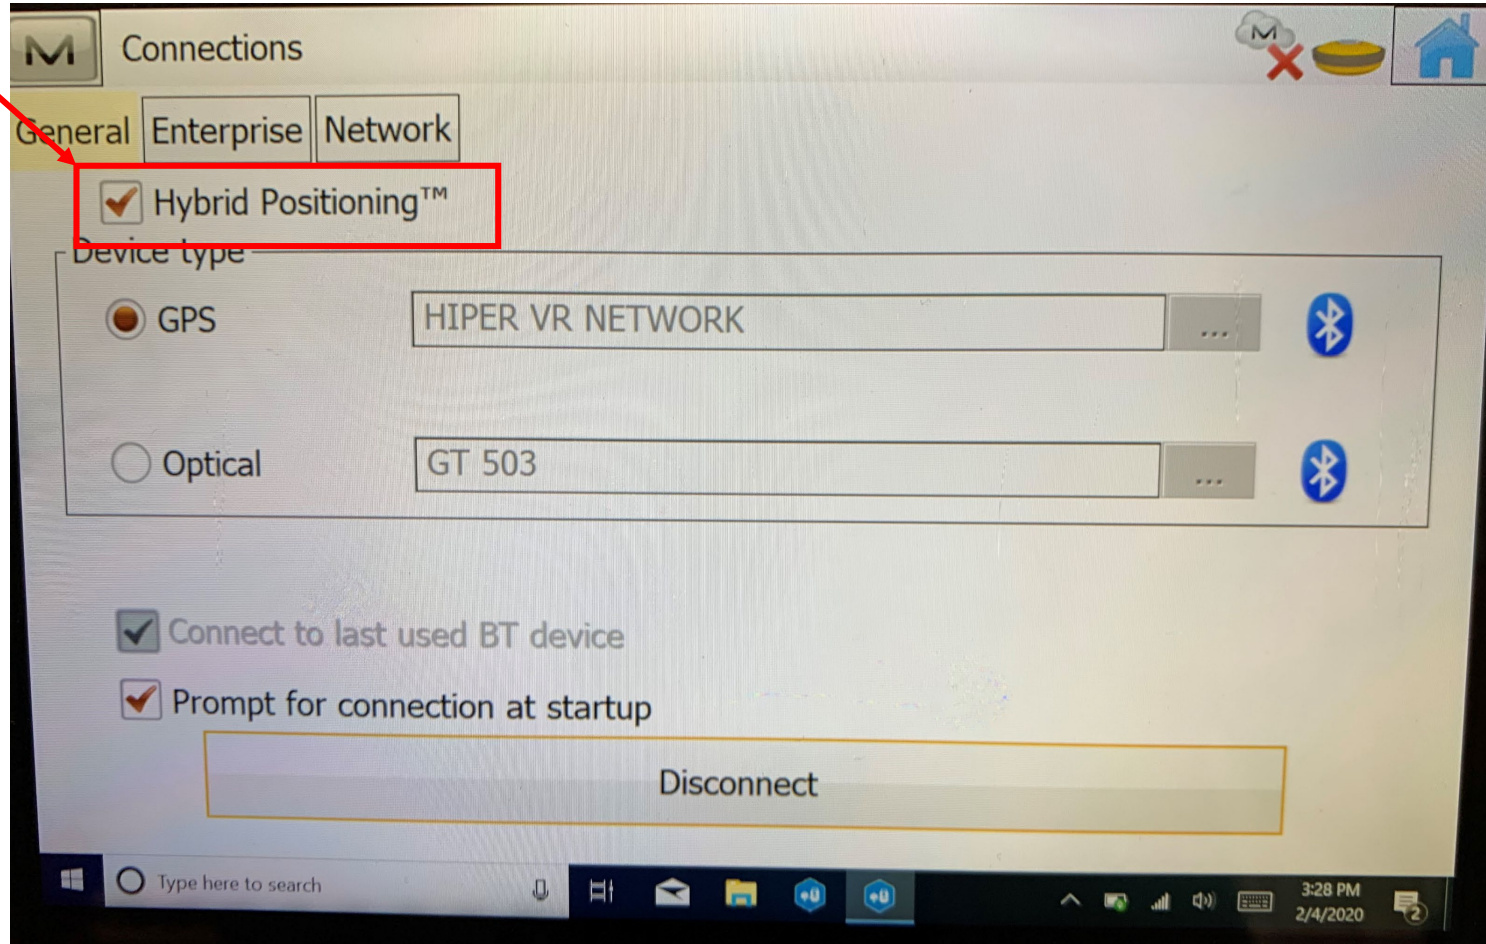 M Connections M
General Enterprise Network
Hybrid Positioning™
Device type
GPS HIPER VR NETWORK ...
Optical GT 503 ...
Connect to last used BT device
Prompt for connection at startup
Disconnect
Type here to search 3:28 PM
2/4/2020 2